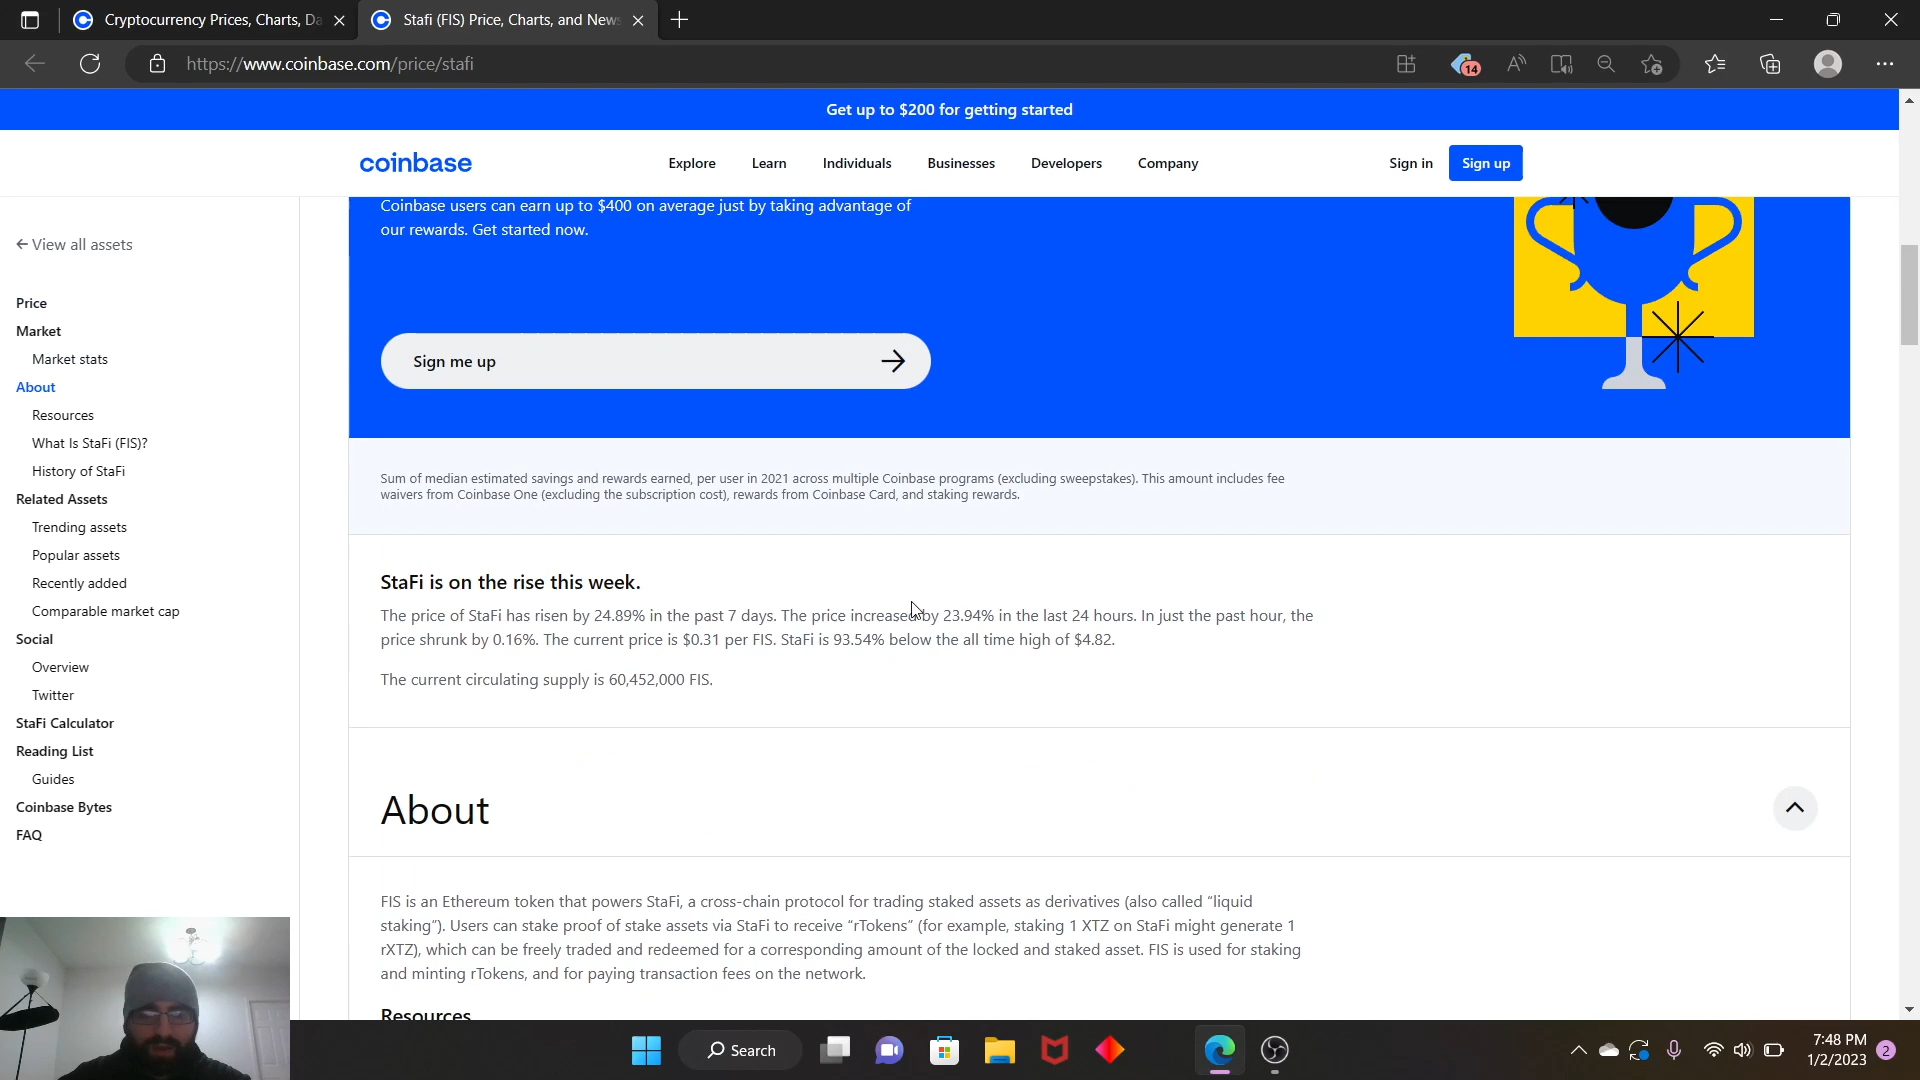 Cryptocurrency Prices, Charts, Da
Stafi (FIS) Price, Charts, and News
https://www.coinbase.com/price/stafi
14
Get up to $200 for getting started
coinbase
Explore
Learn
Individuals
Businesses
Developers
Company
Sign in
Sign up
View all assets
Price
Market
Market stats
About
Resources
What Is StaFi (FIS)?
History of StaFi
Related Assets
Trending assets
Popular assets
Recently added
Comparable market cap
Social
Overview
Twitter
StaFi Calculator
Reading List
Guides
Coinbase Bytes
FAQ
Coinbase users can earn up to $400 on average just by taking advantage of
our rewards. Get started now.
Sign me up
Sum of median estimated savings and rewards earned, per user in 2021 across multiple Coinbase programs (excluding sweepstakes). This amount includes fee
waivers from Coinbase One (excluding the subscription cost), rewards from Coinbase Card, and staking rewards.
StaFi is on the rise this week.
The price of StaFi has risen by 24.89% in the past 7 days. The price increased by 23.94% in the last 24 hours. In just the past hour, the
price shrunk by 0.16%. The current price is $0.31 per FIS. StaFi is 93.54% below the all time high of $4.82.
The current circulating supply is 60,452,000 FIS.
About
FIS is an Ethereum token that powers StaFi, a cross-chain protocol for trading staked assets as derivatives (also called “liquid
staking”). Users can stake proof of stake assets via StaFi to receive “rTokens” (for example, staking 1 XTZ on StaFi might generate 1
rXTZ), which can be freely traded and redeemed for a corresponding amount of the locked and staked asset. FIS is used for staking
and minting rTokens, and for paying transaction fees on the network.
Resources
Search
7:48 PM
1/2/2023
2